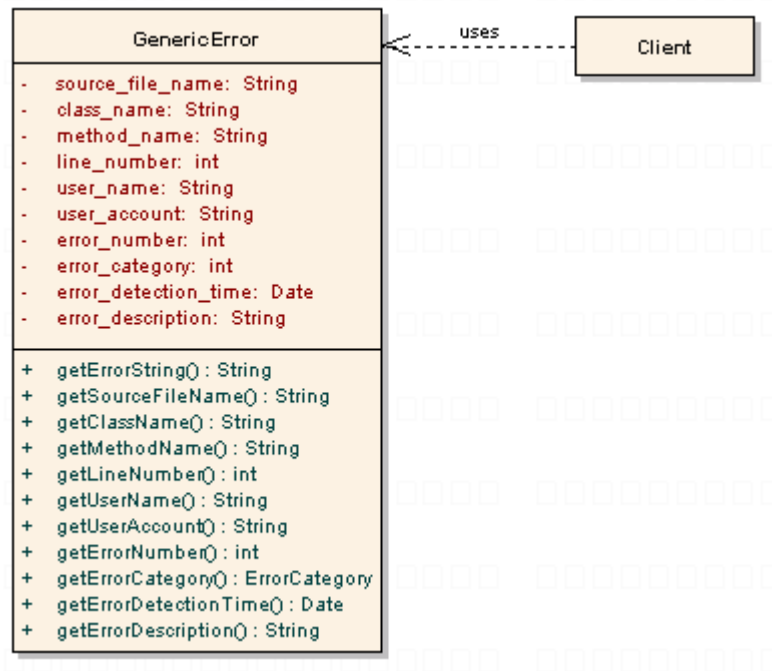 GenericError
- source_file_name: String
- class_name: String
- method_name: String
- line_number: int
- user_name: String
- user_account: String
- error_number: int
- error_category: int
- error_detection_time: Date
- error_description: String
+ getErrorString() : String
+ getSourceFileName() : String
+ getClassName() : String
+ getMethodName() : String
+ getLineNumber() : int
+ getUserName() : String
+ getUserAccount() : String
+ getErrorNumber() : int
+ getErrorCategory() : ErrorCategory
+ getErrorDetectionTime() : Date
+ getErrorDescription() : String
uses
Client